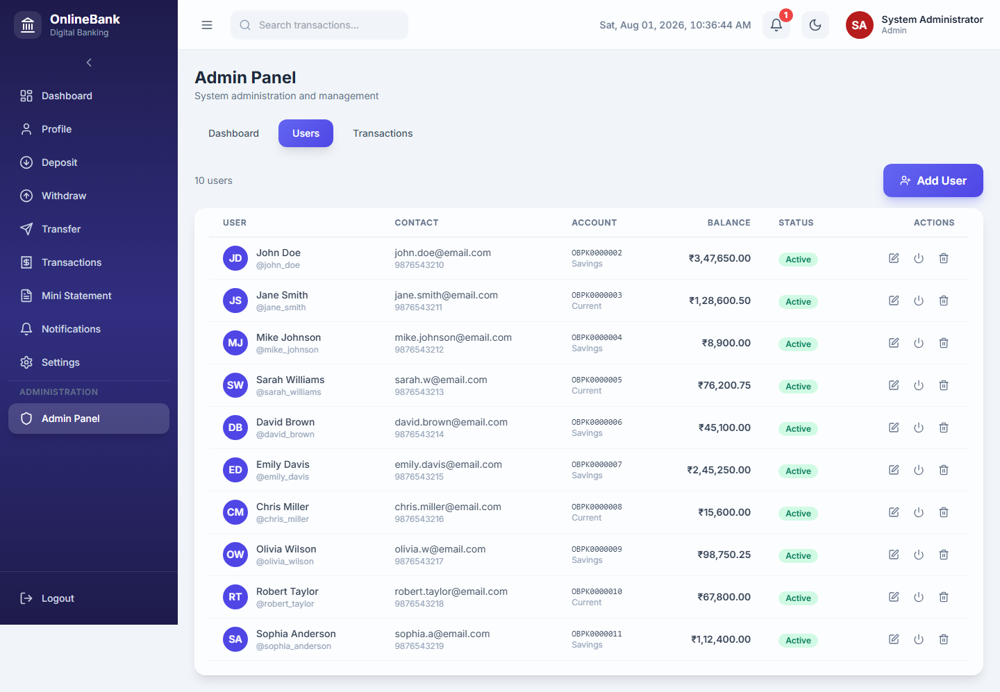 OnlineBank
Digital Banking
Dashboard
Profile
Deposit
Withdraw
Transfer
Transactions
Mini Statement
Notifications
Settings
ADMINISTRATION
Admin Panel
Logout
Search transactions...
Sat, Aug 01, 2026, 10:36:44 AM
1
SA
System Administrator
Admin
Admin Panel
System administration and management
Dashboard Users Transactions
10 users
Add User
USER CONTACT ACCOUNT BALANCE STATUS ACTIONS
JD John Doe john.doe@email.com OBPK0000002 ₹3,47,650.00 Active
@john_doe 9876543210 Savings
JS Jane Smith jane.smith@email.com OBPK0000003 ₹1,28,600.50 Active
@jane_smith 9876543211 Current
MJ Mike Johnson mike.johnson@email.com OBPK0000004 ₹8,900.00 Active
@mike_johnson 9876543212 Savings
SW Sarah Williams sarah.w@email.com OBPK0000005 ₹76,200.75 Active
@sarah_williams 9876543213 Current
DB David Brown david.brown@email.com OBPK0000006 ₹45,100.00 Active
@david_brown 9876543214 Savings
ED Emily Davis emily.davis@email.com OBPK0000007 ₹2,45,250.00 Active
@emily_davis 9876543215 Savings
CM Chris Miller chris.miller@email.com OBPK0000008 ₹15,600.00 Active
@chris_miller 9876543216 Current
OW Olivia Wilson olivia.w@email.com OBPK0000009 ₹98,750.25 Active
@olivia_wilson 9876543217 Savings
RT Robert Taylor robert.taylor@email.com OBPK0000010 ₹67,800.00 Active
@robert_taylor 9876543218 Current
SA Sophia Anderson sophia.a@email.com OBPK0000011 ₹1,12,400.00 Active
@sophia_anderson 9876543219 Savings